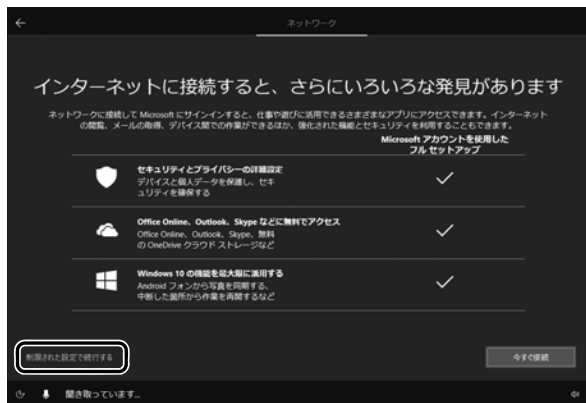 ネットワーク
インターネットに接続すると、さらにいろいろな発見があります
ネットワークに接続して Microsoft にサインインすると、仕事や遊びに活用できるさまざまなアプリにアクセスできます。インターネット
の閲覧、メールの取得、デバイス間での作業ができるほか、強化された機能とセキュリティを利用することもできます。
Microsoft アカウントを使用した
フル セットアップ
セキュリティとプライバシーの詳細設定
デバイスと個人データを保護し、セキ
ュリティを確保する
Office Online、Outlook、Skype などに無料でアクセス
Office Online、Outlook、Skype、無料
の OneDrive クラウド ストレージなど
Windows 10 の機能を最大限に活用する
Android フォンから写真を同期する、
中断した箇所から作業を再開するなど
制限された設定で続行する
今すぐ接続
聞き取っています...